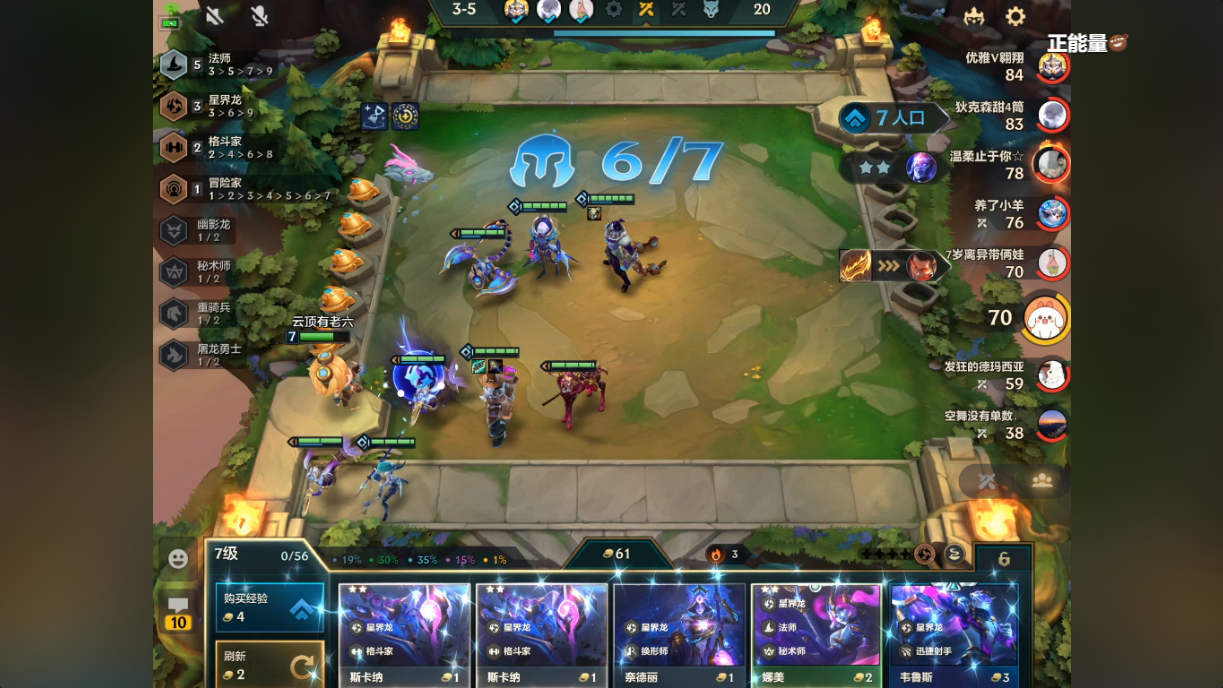 3-5
20
正能量
5 法师
3 > 5 > 7 > 9
3 星界龙
3 > 6 > 9
2 格斗家
2 > 4 > 6 > 8
1 冒险家
1 > 2 > 3 > 4 > 5 > 6 > 7
幽影龙
1 / 2
秘术师
1 / 2
重骑兵
1 / 2
屠龙勇士
1 / 2
6/7
7人口
优雅V翱翔
84
狄克森甜4筒
83
温柔止于你☆
78
养了小羊
76
7岁离异带俩娃
70
70
发狂的德玛西亚
59
空舞没有单数.
38
云顶有老六
7
7级
0/56
19% 30% 35% 15% 1%
61
3
购买经验
4
刷新
2
10
星界龙
格斗家
斯卡纳
1
星界龙
格斗家
斯卡纳
1
星界龙
换形师
奈德丽
1
星界龙
法师
秘术师
娜美
2
星界龙
迅捷射手
韦鲁斯
3